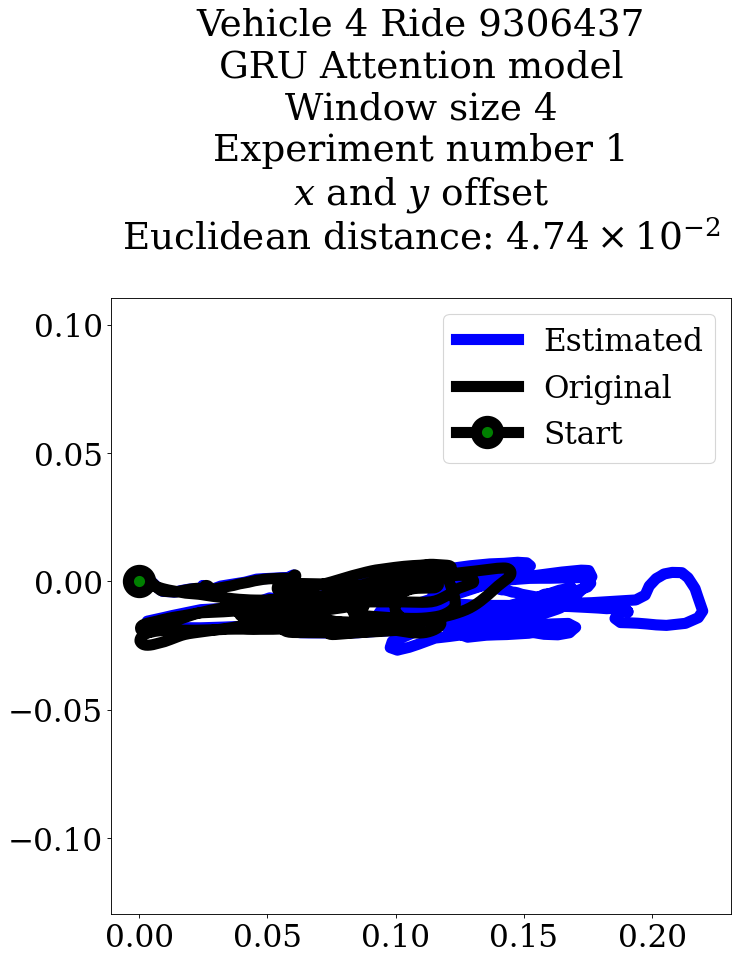 Vehicle 4 Ride 9306437
GRU Attention model
Window size 4
Experiment number 1
x and y offset
Euclidean distance: 4.74 × 10⁻²
Estimated
Original
Start
0.10
0.05
0.00
−0.05
−0.10
0.00 0.05 0.10 0.15 0.20